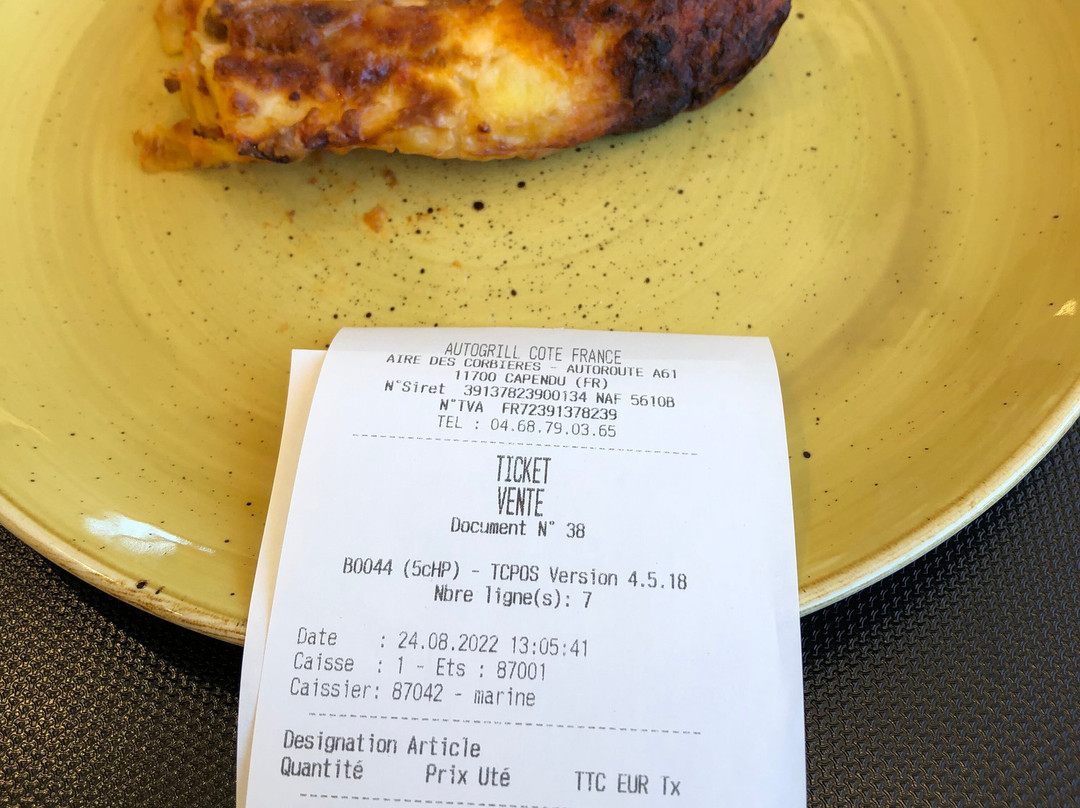 AUTOGRILL COTE FRANCE
AIRE DES CORBIERES - AUTOROUTE A61
11700 CAPENDU (FR)
N°Siret 39137823900134 NAF 5610B
N°TVA FR72391378239
TEL : 04.68.79.03.65
TICKET
VENTE
Document N° 38
B0044 (5cHP) - TCPOS Version 4.5.18
Nbre ligne(s): 7
Date : 24.08.2022 13:05:41
Caisse : 1 - Ets : 87001
Caissier: 87042 - marine
Designation Article
Quantité Prix Uté TTC EUR Tx